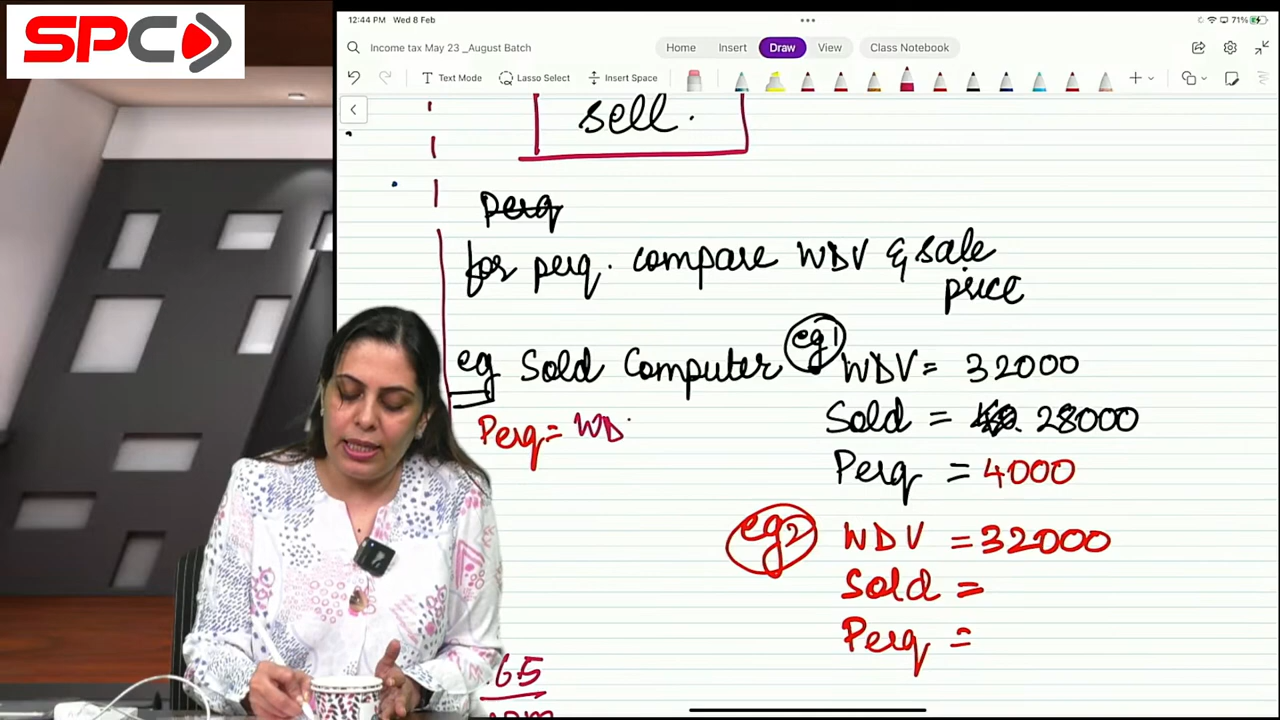 SPC
12:44 PM Wed 8 Feb
71%
Income tax May 23 _August Batch
Home Insert Draw View Class Notebook
Text Mode Lasso Select Insert Space
sell.
perq
for perq. compare WDV & sale
price
eg Sold Computer
Perq = WD
eg1 WDV = 32000
Sold = 28000
Perq = 4000
eg2 WDV = 32000
Sold =
Perq =
65